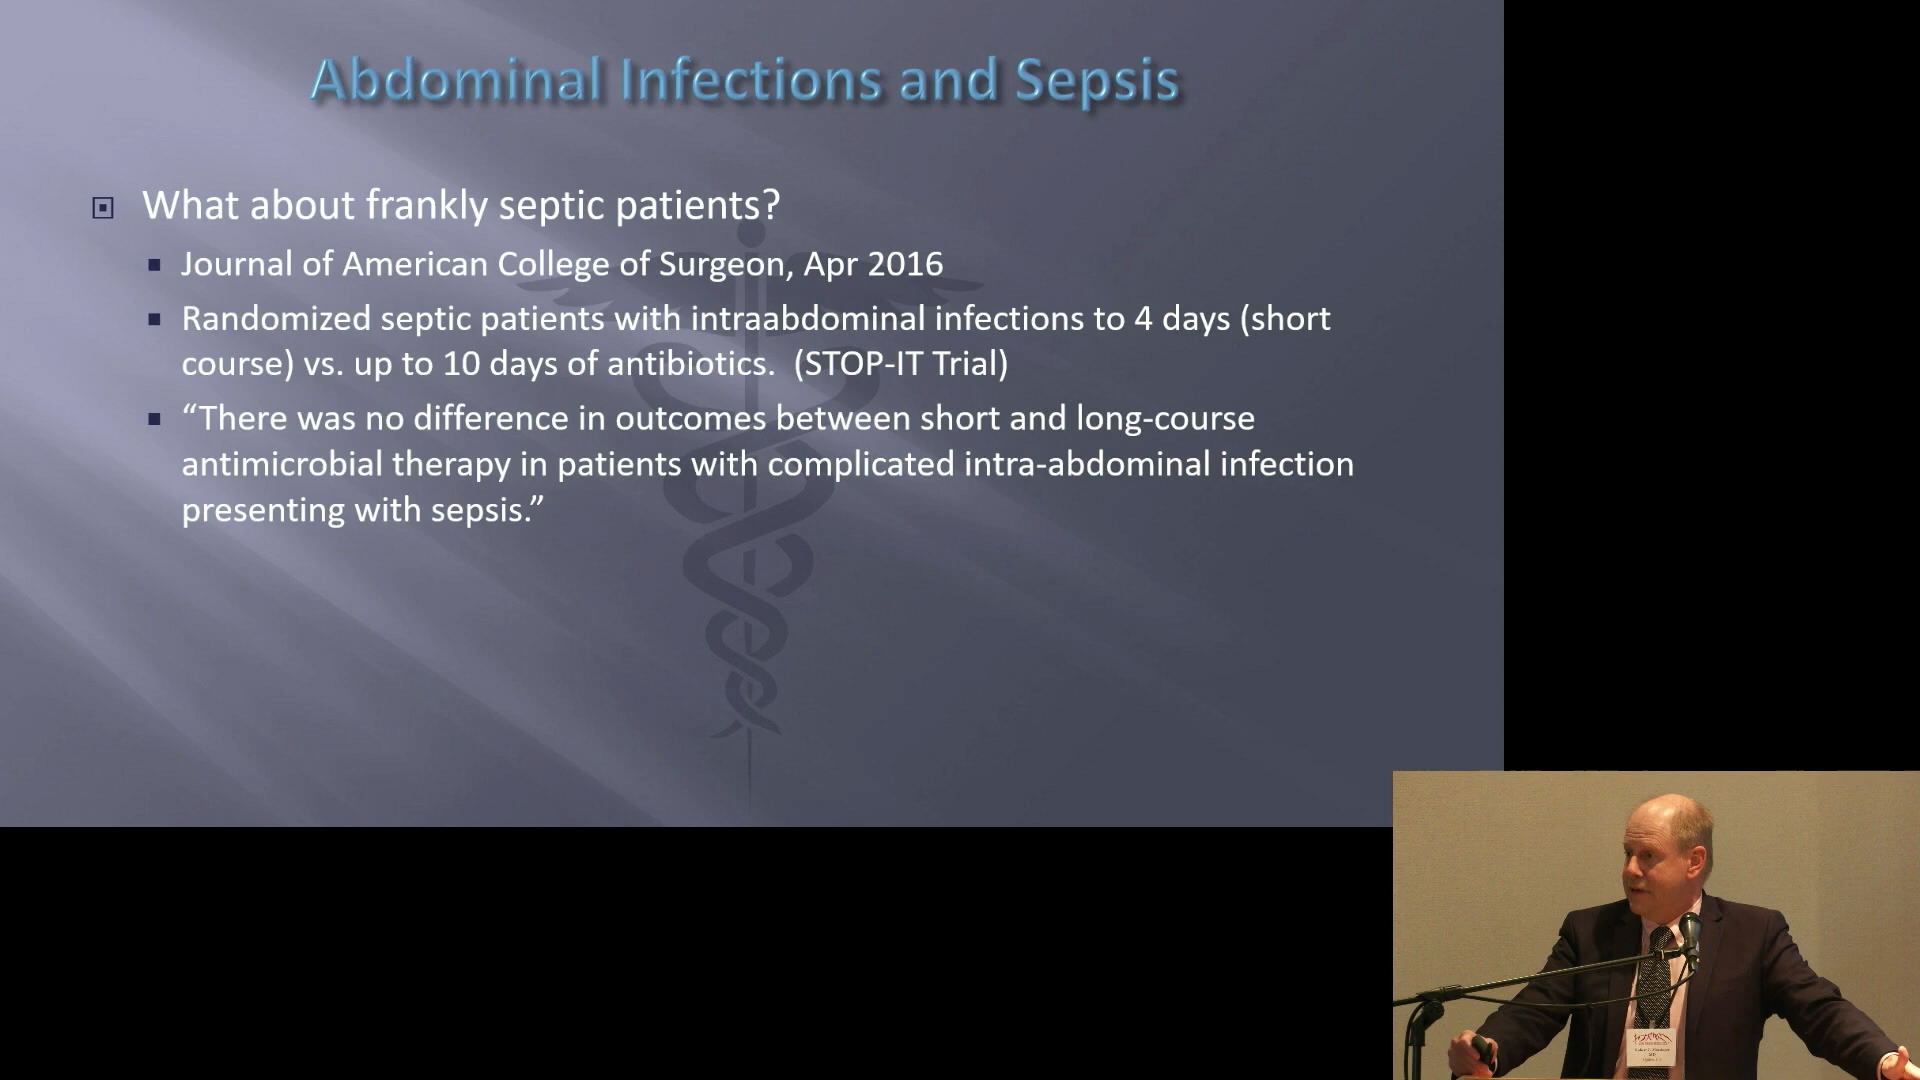 Abdominal Infections and Sepsis
What about frankly septic patients?
Journal of American College of Surgeon, Apr 2016
Randomized septic patients with intraabdominal infections to 4 days (short
course) vs. up to 10 days of antibiotics. (STOP-IT Trial)
“There was no difference in outcomes between short and long-course
antimicrobial therapy in patients with complicated intra-abdominal infection
presenting with sepsis.”
MD